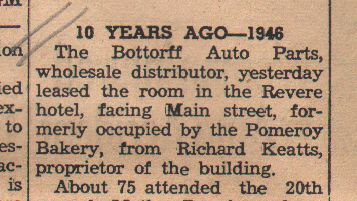 10 YEARS AGO—1946
The Bottorff Auto Parts,
wholesale distributor, yesterday
leased the room in the Revere
hotel, facing Main street, for-
merly occupied by the Pomeroy
Bakery, from Richard Keatts,
proprietor of the building.
About 75 attended the 20th